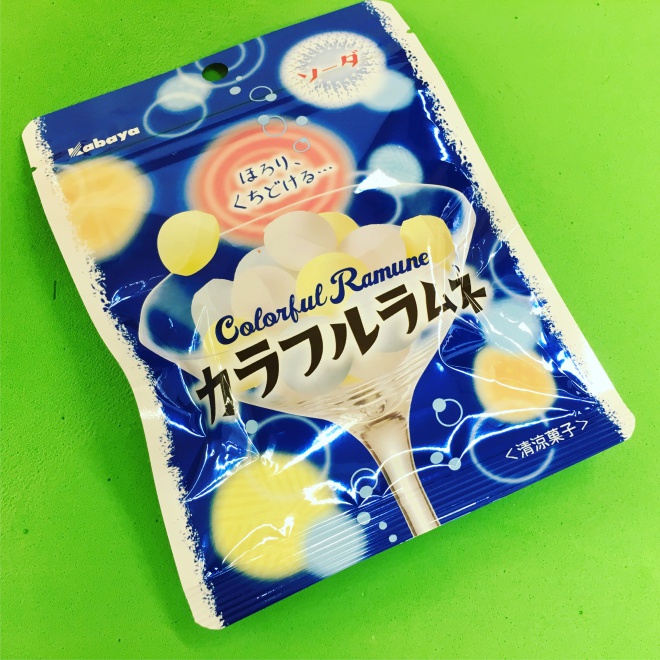 Kabaya
ソーダ
ほろり、
くちどける…
Colorful Ramune
カラフルラムネ
<清涼菓子>